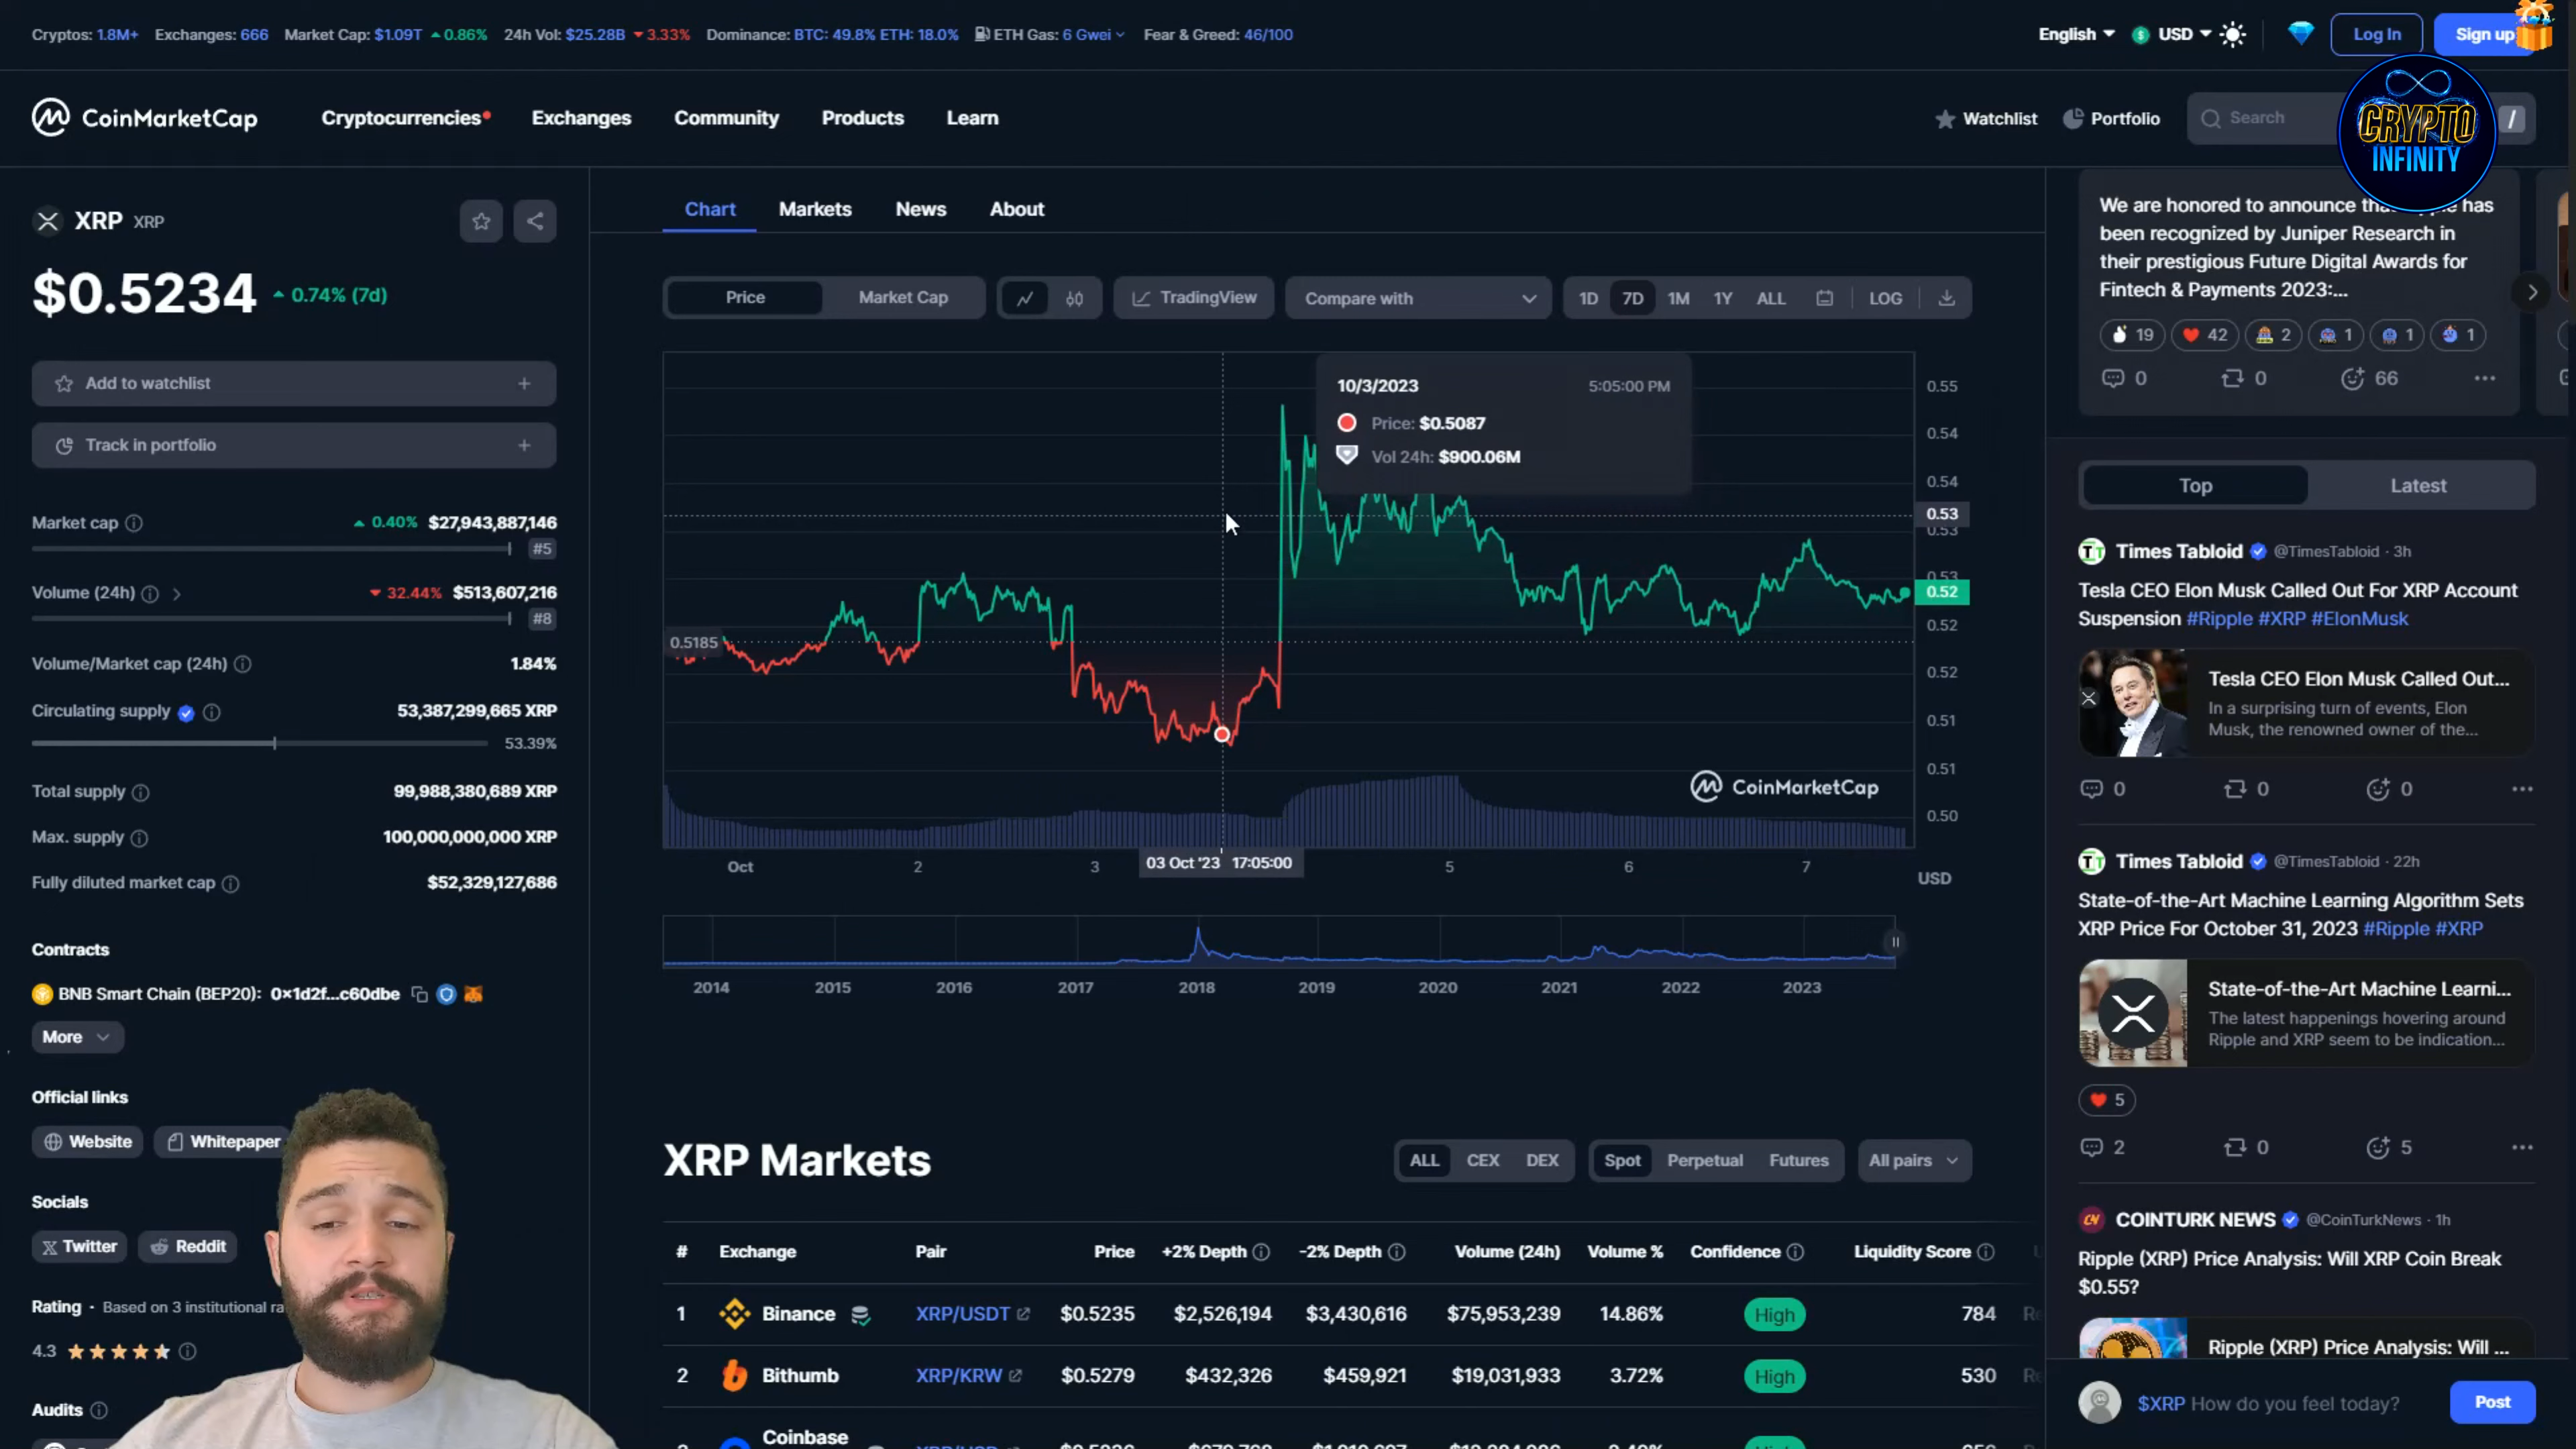 Cryptos: 1.8M+ Exchanges: 666 Market Cap: $1.09T 0.86% 24h Vol: $25.28B 3.33% Dominance: BTC: 49.8% ETH: 18.0% ETH Gas: 6 Gwei Fear & Greed: 46/100
English USD Log In Sign up
CoinMarketCap Cryptocurrencies Exchanges Community Products Learn Watchlist Portfolio Search /
CRYPTO
INFINITY
XRP XRP
$0.5234 0.74% (7d)
Add to watchlist +
Track in portfolio +
Market cap 0.40% $27,943,887,146
#5
Volume (24h) 32.44% $513,607,216
#8
Volume/Market cap (24h) 1.84%
Circulating supply 53,387,299,665 XRP
53.39%
Total supply 99,988,380,689 XRP
Max. supply 100,000,000,000 XRP
Fully diluted market cap $52,329,127,686
Contracts
BNB Smart Chain (BEP20): 0x1d2f...c60dbe
More
Official links
Website Whitepaper
Socials
Twitter Reddit
Rating · Based on 3 institutional
4.3
Audits
Chart Markets News About
Price Market Cap TradingView Compare with 1D 7D 1M 1Y ALL LOG
10/3/2023 5:05:00 PM
Price: $0.5087
Vol 24h: $900.06M
0.55
0.54
0.54
0.53
0.53
0.53
0.52
0.52
0.52
0.51
0.51
0.50
0.5185
CoinMarketCap
Oct 2 3 03 Oct '23 17:05:00 5 6 7
USD
2014 2015 2016 2017 2018 2019 2020 2021 2022 2023
XRP Markets ALL CEX DEX Spot Perpetual Futures All pairs
# Exchange Pair Price +2% Depth -2% Depth Volume (24h) Volume % Confidence Liquidity Score
1 Binance XRP/USDT $0.5235 $2,526,194 $3,430,616 $75,953,239 14.86% High 784
2 Bithumb XRP/KRW $0.5279 $432,326 $459,921 $19,031,933 3.72% High 530
Coinbase
We are honored to announce has
been recognized by Juniper Research in
their prestigious Future Digital Awards for
Fintech & Payments 2023:...
19 42 2 1 1 1
0 0 66 ...
Top Latest
Times Tabloid @TimesTabloid · 3h
Tesla CEO Elon Musk Called Out For XRP Account
Suspension #Ripple #XRP #ElonMusk
Tesla CEO Elon Musk Called Out...
In a surprising turn of events, Elon
Musk, the renowned owner of the...
0 0 0 ...
Times Tabloid @TimesTabloid · 22h
State-of-the-Art Machine Learning Algorithm Sets
XRP Price For October 31, 2023 #Ripple #XRP
State-of-the-Art Machine Learni...
The latest happenings hovering around
Ripple and XRP seem to be indication...
5
2 0 5 ...
COINTURK NEWS @CoinTurkNews · 1h
Ripple (XRP) Price Analysis: Will XRP Coin Break
$0.55?
Ripple (XRP) Price Analysis: Will ...
$XRP How do you feel today? Post